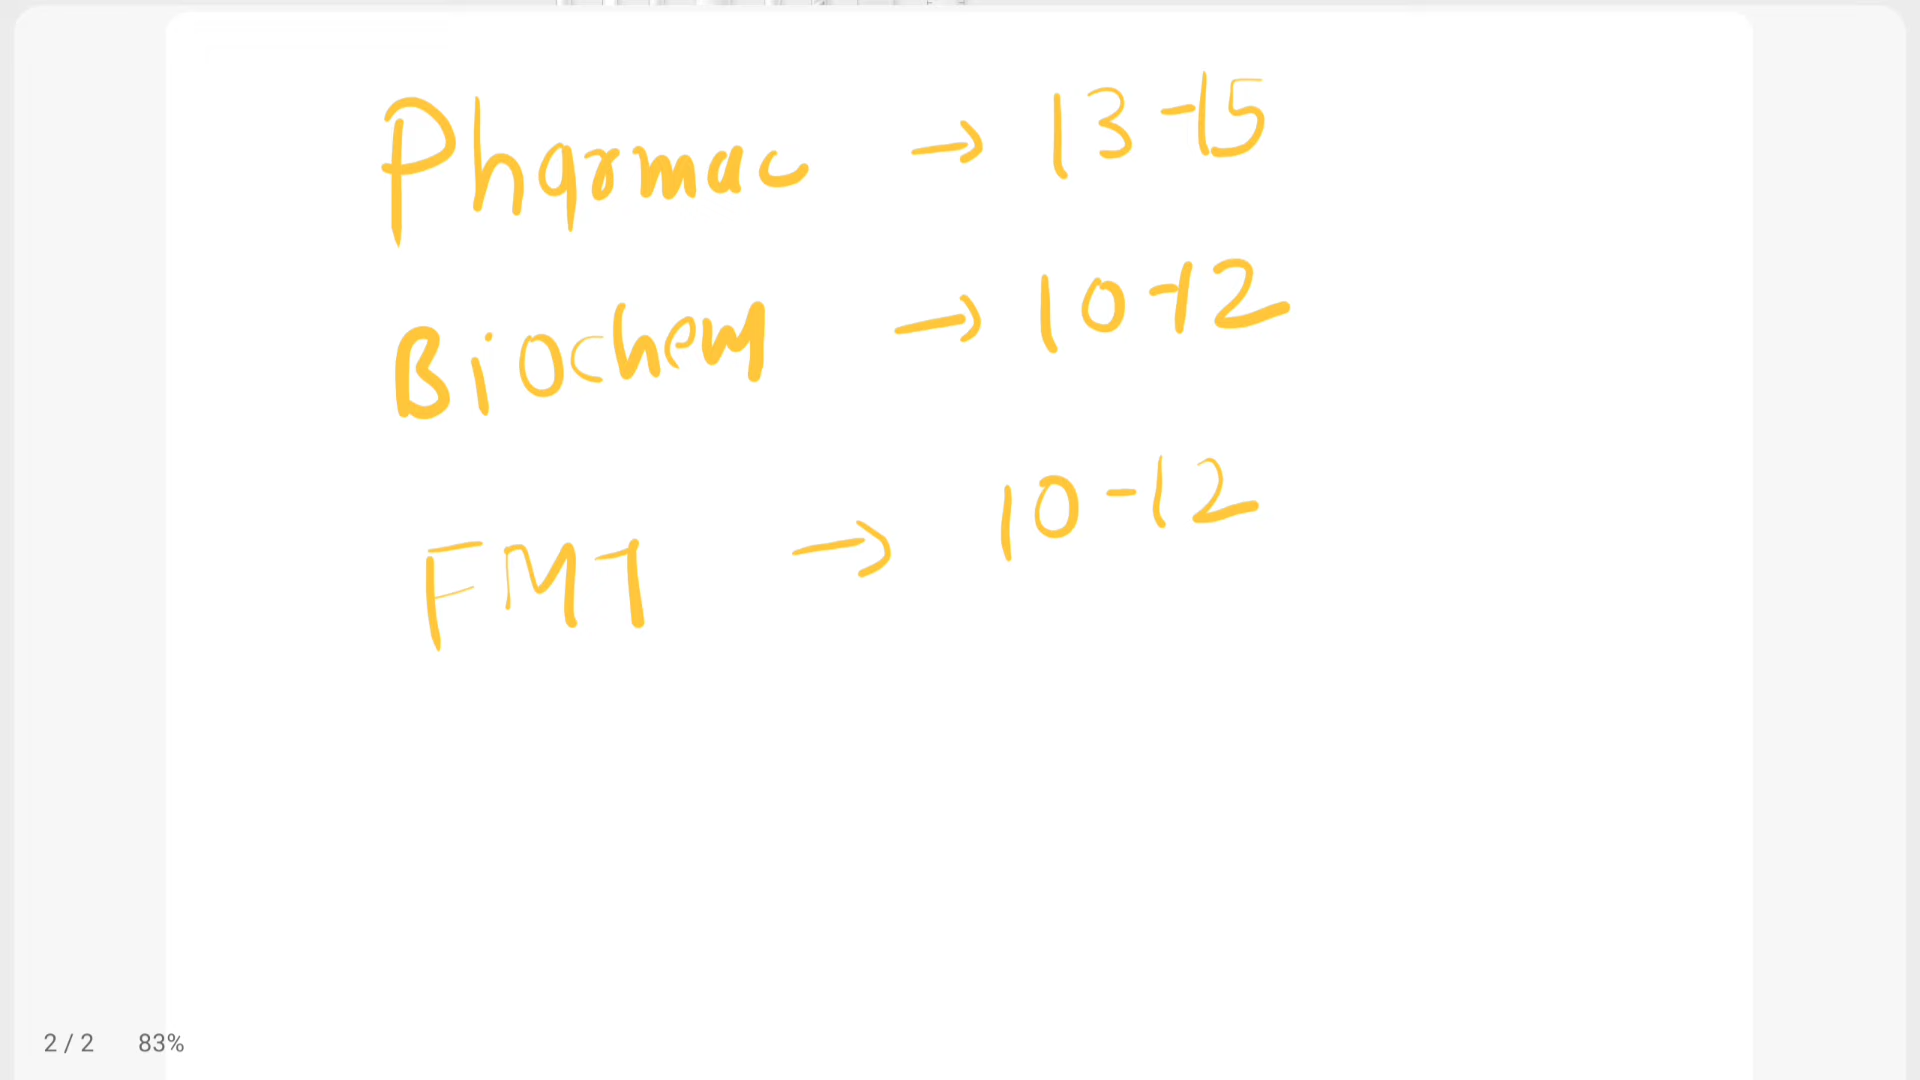 Pharmac → 13-15
Biochem → 10-12
FMT → 10-12
2 / 2 83%